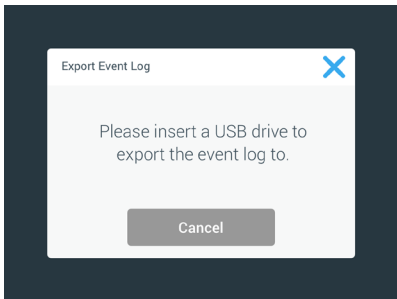 Export Event Log
Please insert a USB drive to
export the event log to.
Cancel